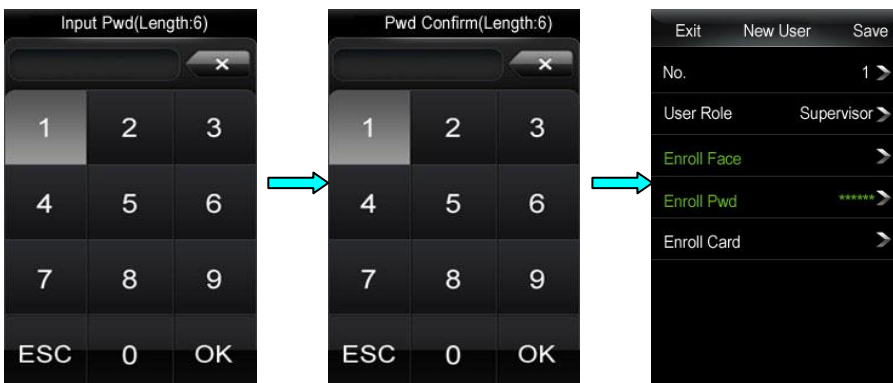 Input Pwd(Length:6)
×
1 2 3
4 5 6
7 8 9
ESC 0 OK
Pwd Confirm(Length:6)
×
1 2 3
4 5 6
7 8 9
ESC 0 OK
Exit New User Save
No. 1
User Role Supervisor
Enroll Face
Enroll Pwd ******
Enroll Card